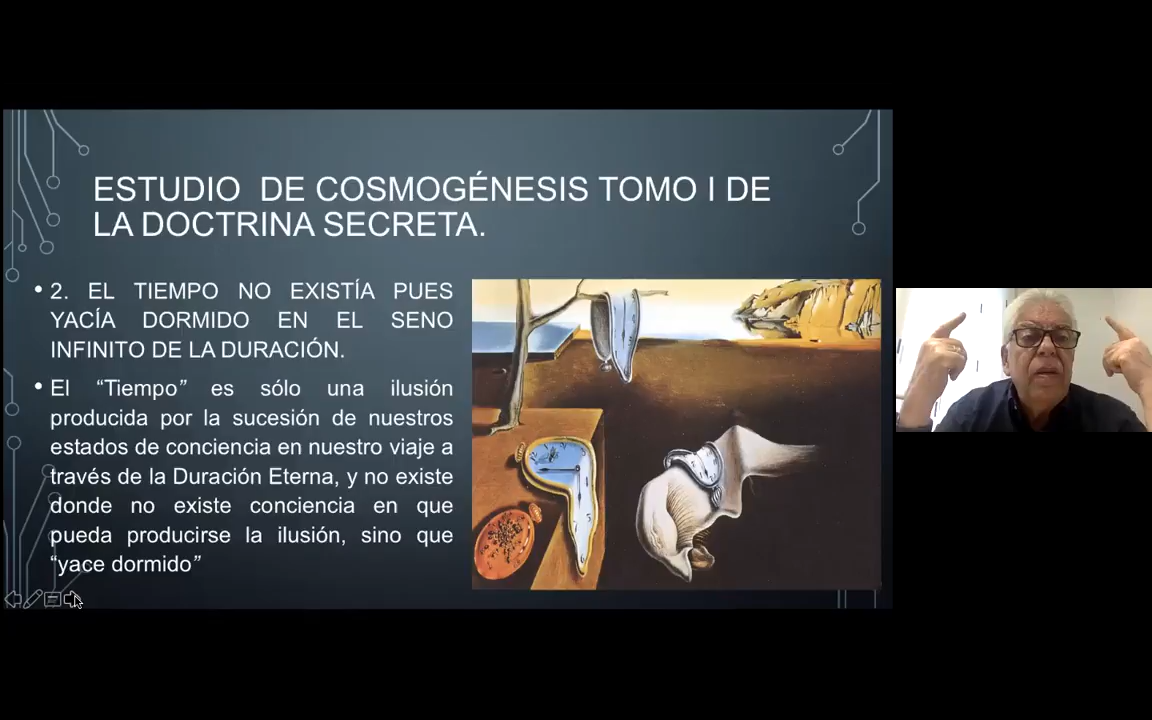 ESTUDIO DE COSMOGÉNESIS TOMO I DE
LA DOCTRINA SECRETA.
• 2. EL TIEMPO NO EXISTÍA PUES
YACÍA DORMIDO EN EL SENO
INFINITO DE LA DURACIÓN.
• El “Tiempo” es sólo una ilusión
producida por la sucesión de nuestros
estados de conciencia en nuestro viaje a
través de la Duración Eterna, y no existe
donde no existe conciencia en que
pueda producirse la ilusión, sino que
“yace dormido”